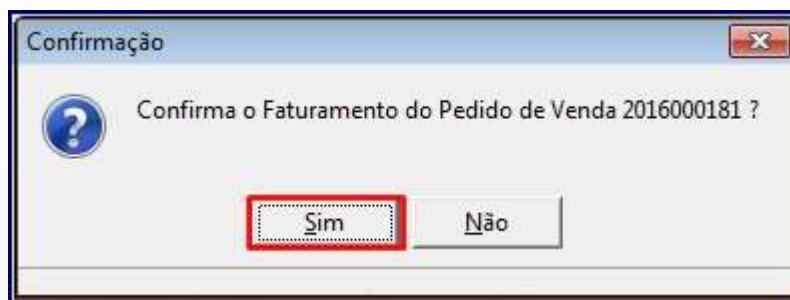 Confirmação
Confirma o Faturamento do Pedido de Venda 2016000181 ?
Sim
Não